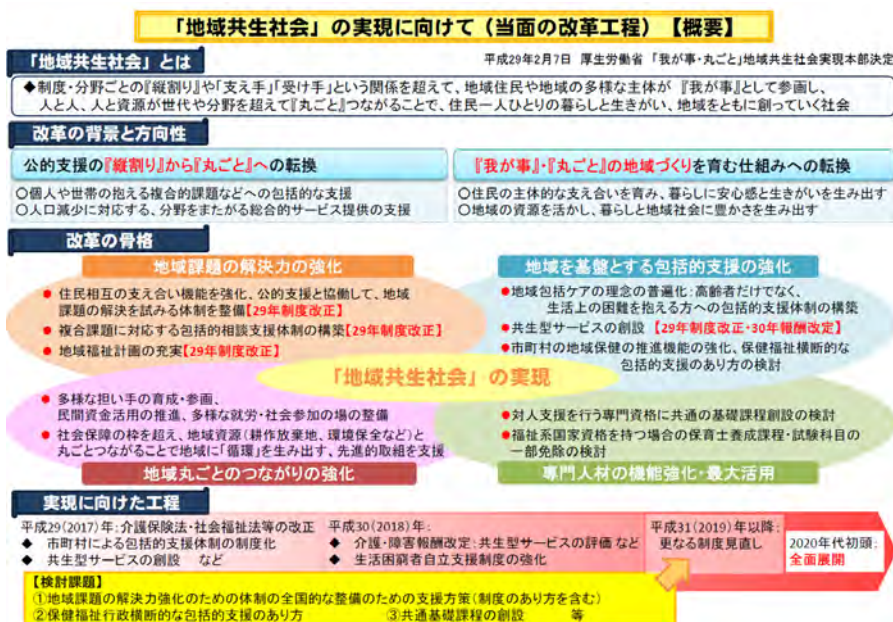 「地域共生社会」の実現に向けて(当面の改革工程)【概要】
「地域共生社会」とは
平成29年2月7日 厚生労働省 「我が事・丸ごと」地域共生社会実現本部決定
◆制度・分野ごとの『縦割り』や「支え手」「受け手」という関係を超えて、地域住民や地域の多様な主体が 『我が事』として参画し、
人と人、人と資源が世代や分野を超えて『丸ごと』つながることで、住民一人ひとりの暮らしと生きがい、地域をともに創っていく社会
改革の背景と方向性
公的支援の『縦割り』から『丸ごと』への転換
○個人や世帯の抱える複合的課題などへの包括的な支援
○人口減少に対応する、分野をまたがる総合的サービス提供の支援
『我が事』・『丸ごと』の地域づくりを育む仕組みへの転換
○住民の主体的な支え合いを育み、暮らしに安心感と生きがいを生み出す
○地域の資源を活かし、暮らしと地域社会に豊かさを生み出す
改革の骨格
地域課題の解決力の強化
● 住民相互の支え合い機能を強化、公的支援と協働して、地域
課題の解決を試みる体制を整備【29年制度改正】
● 複合課題に対応する包括的相談支援体制の構築【29年制度改正】
● 地域福祉計画の充実【29年制度改正】
地域を基盤とする包括的支援の強化
●地域包括ケアの理念の普遍化:高齢者だけでなく、
生活上の困難を抱える方への包括的支援体制の構築
●共生型サービスの創設 【29年制度改正・30年報酬改定】
●市町村の地域保健の推進機能の強化、保健福祉横断的な
包括的支援のあり方の検討
「地域共生社会」の実現
● 多様な担い手の育成・参画、
民間資金活用の推進、多様な就労・社会参加の場の整備
● 社会保障の枠を超え、地域資源(耕作放棄地、環境保全など)と
丸ごとつながることで地域に「循環」を生み出す、先進的取組を支援
地域丸ごとのつながりの強化
●対人支援を行う専門資格に共通の基礎課程創設の検討
●福祉系国家資格を持つ場合の保育士養成課程・試験科目の
一部免除の検討
専門人材の機能強化・最大活用
実現に向けた工程
平成29(2017)年:介護保険法・社会福祉法等の改正
◆ 市町村による包括的支援体制の制度化
◆ 共生型サービスの創設 など
平成30(2018)年:
◆ 介護・障害報酬改定:共生型サービスの評価 など
◆ 生活困窮者自立支援制度の強化
平成31(2019)年以降:
更なる制度見直し
2020年代初頭:
全面展開
【検討課題】
①地域課題の解決力強化のための体制の全国的な整備のための支援方策(制度のあり方を含む)
②保健福祉行政横断的な包括的支援のあり方 ③共通基礎課程の創設 等